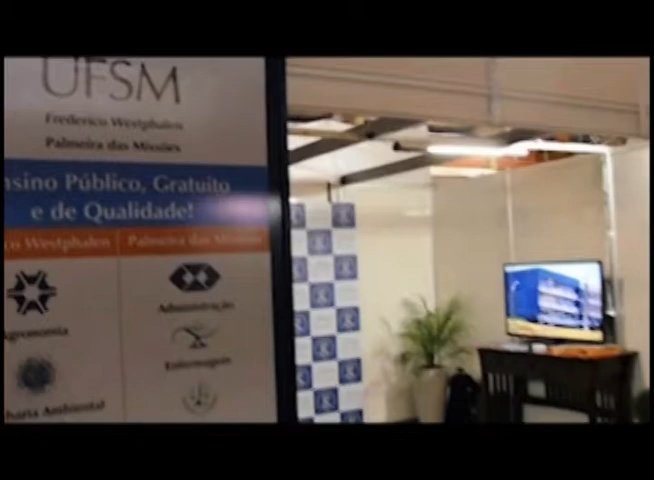 UFSM
Frederico Westphalen
Palmeira das Missões
nsino Público, Gratuito
e de Qualidade!
co Westphalen
Palmeira das Missões
Agronomia
Administração
Enfermagem
haria Ambiental